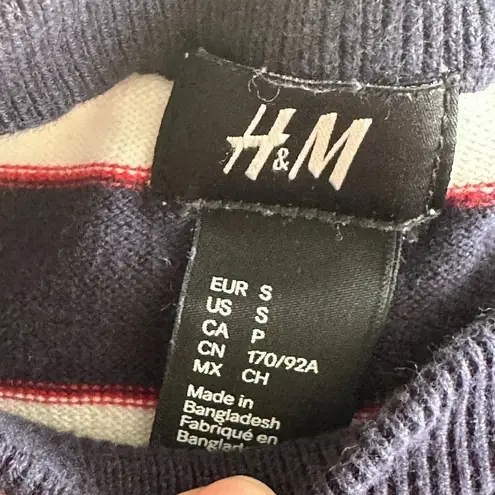 H&M
EUR S
US S
CA P
CN 170/92A
MX CH
Made in
Bangladesh
Fabriqué en